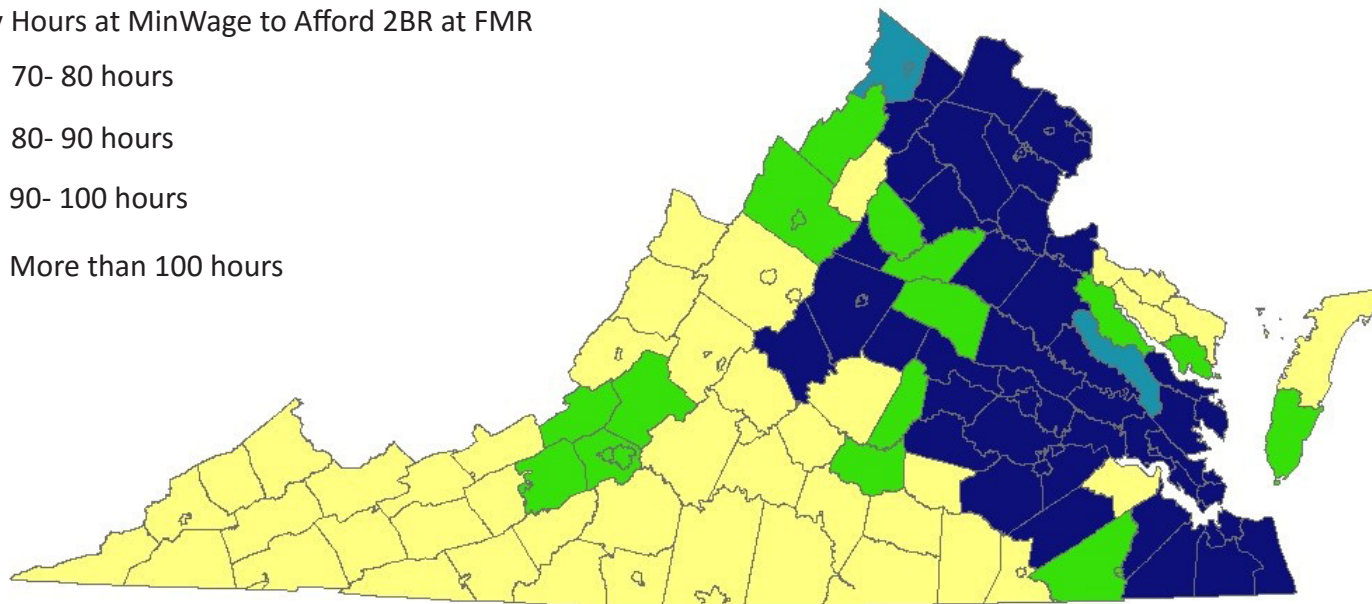 Hours at MinWage to Afford 2BR at FMR
70- 80 hours
80- 90 hours
90- 100 hours
More than 100 hours